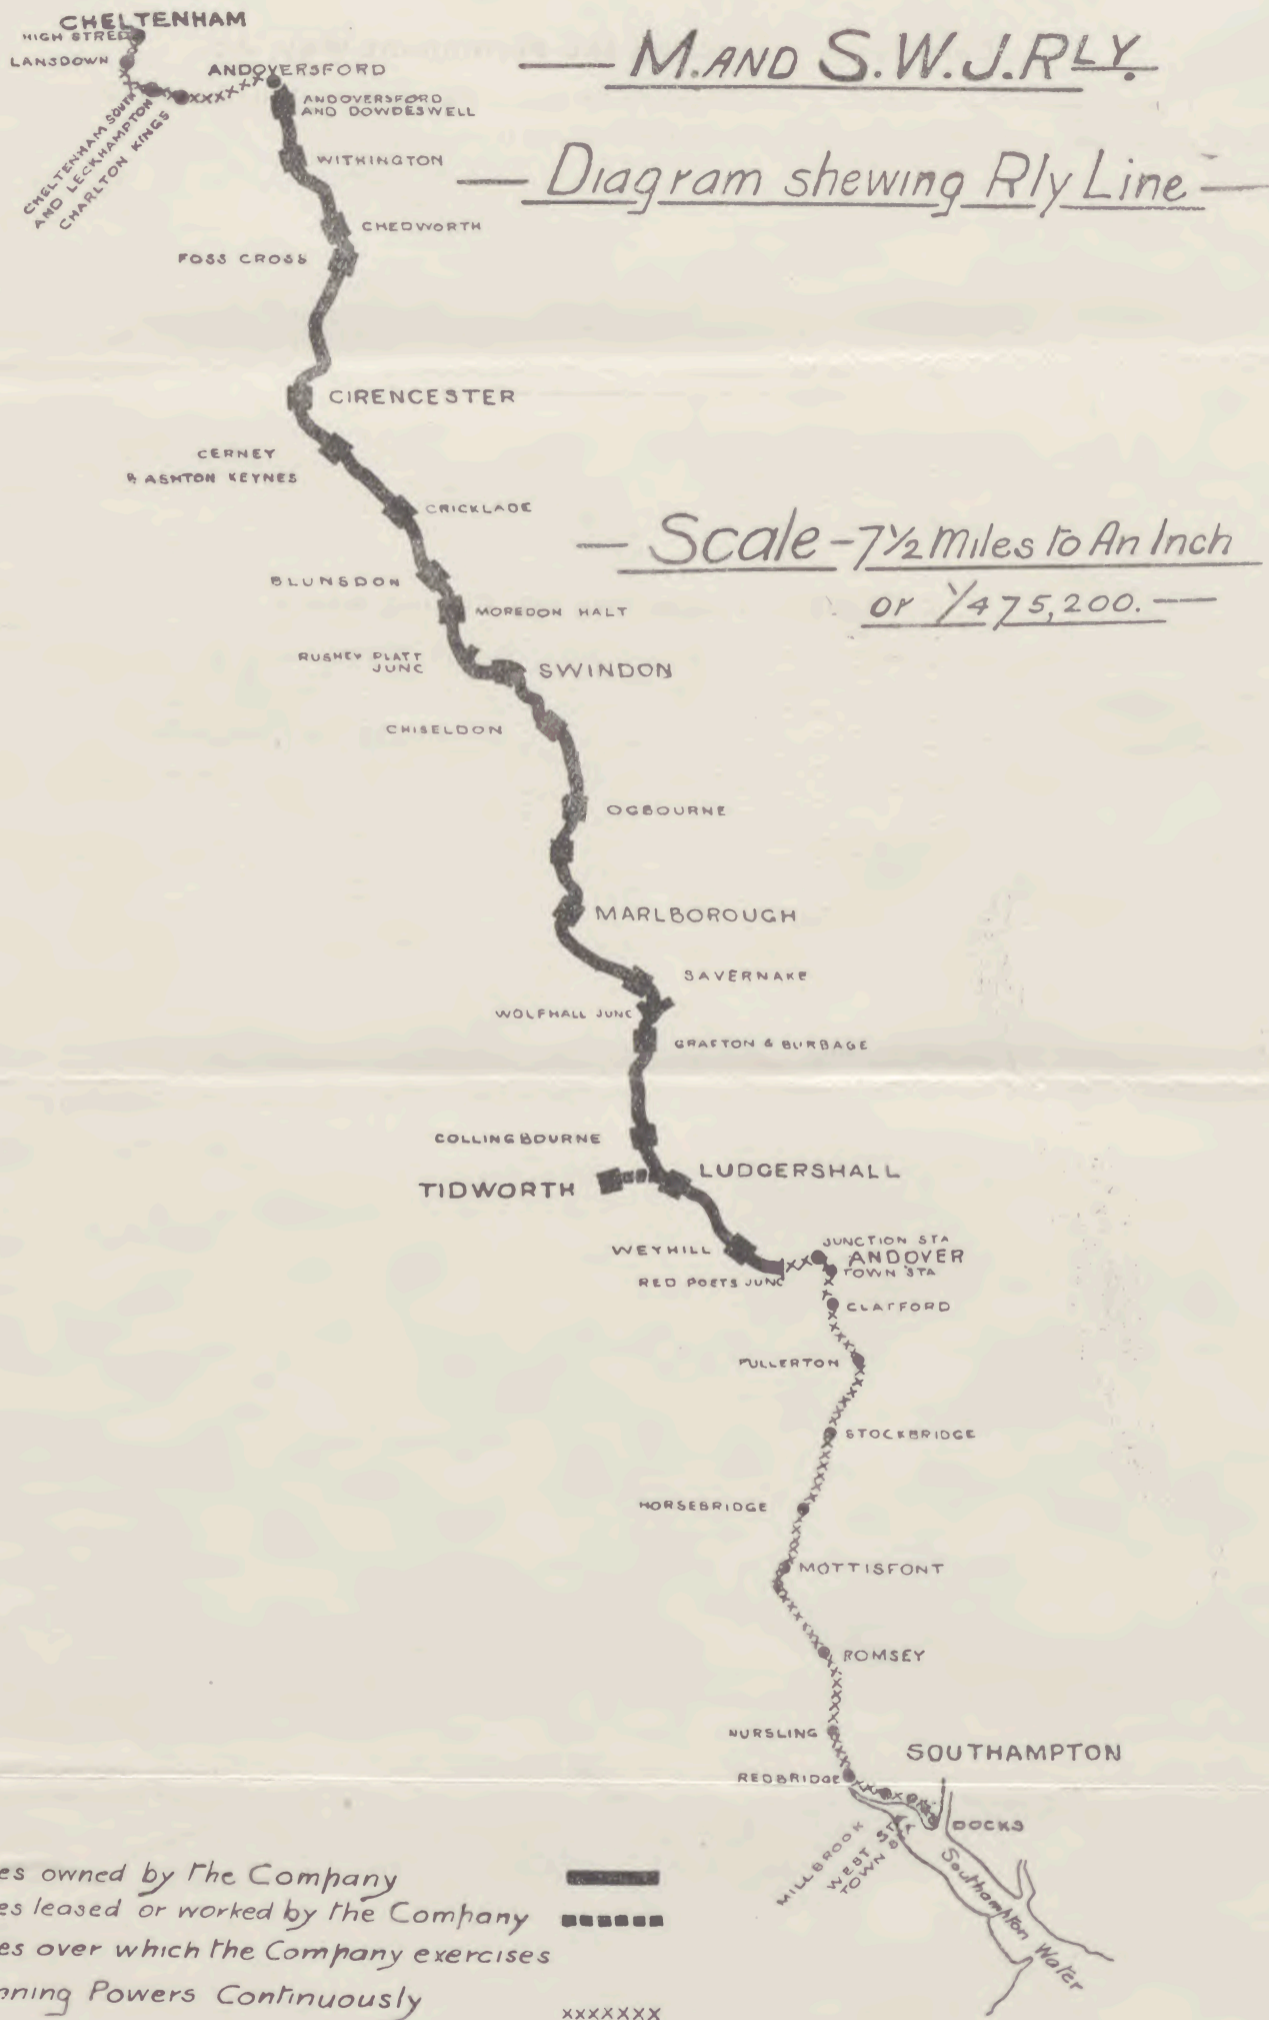 CHELTENHAM
HIGH STREET
LANSDOWN
CHELTENHAM SOUTH
AND LECKHAMPTON
CHARLTON KINGS
ANDOVERSFORD
ANDOVERSFORD
AND DOWDESWELL
M. AND S.W.J. RLY.
Diagram shewing Rly Line
WITHINGTON
CHEDWORTH
FOSS CROSS
CIRENCESTER
CERNEY
& ASHTON KEYNES
CRICKLADE
Scale - 7½ Miles to An Inch
or 1/475,200.
BLUNSDON
MOREDON HALT
RUSHEY PLATT
JUNC
SWINDON
CHISELDON
OGBOURNE
MARLBOROUGH
SAVERNAKE
WOLFHALL JUNC
GRAFTON & BURBAGE
COLLINGBOURNE
LUDGERSHALL
TIDWORTH
WEYHILL
RED POSTS JUNC
JUNCTION STA
ANDOVER
TOWN STA
CLATFORD
FULLERTON
STOCKBRIDGE
HORSEBRIDGE
MOTTISFONT
ROMSEY
NURSLING
SOUTHAMPTON
REDBRIDGE
DOCKS
MILLBROOK
WEST STA
TOWN
Southampton Water
es owned by the Company
es leased or worked by the Company
es over which the Company exercises
nning Powers Continuously
xxxxxxx